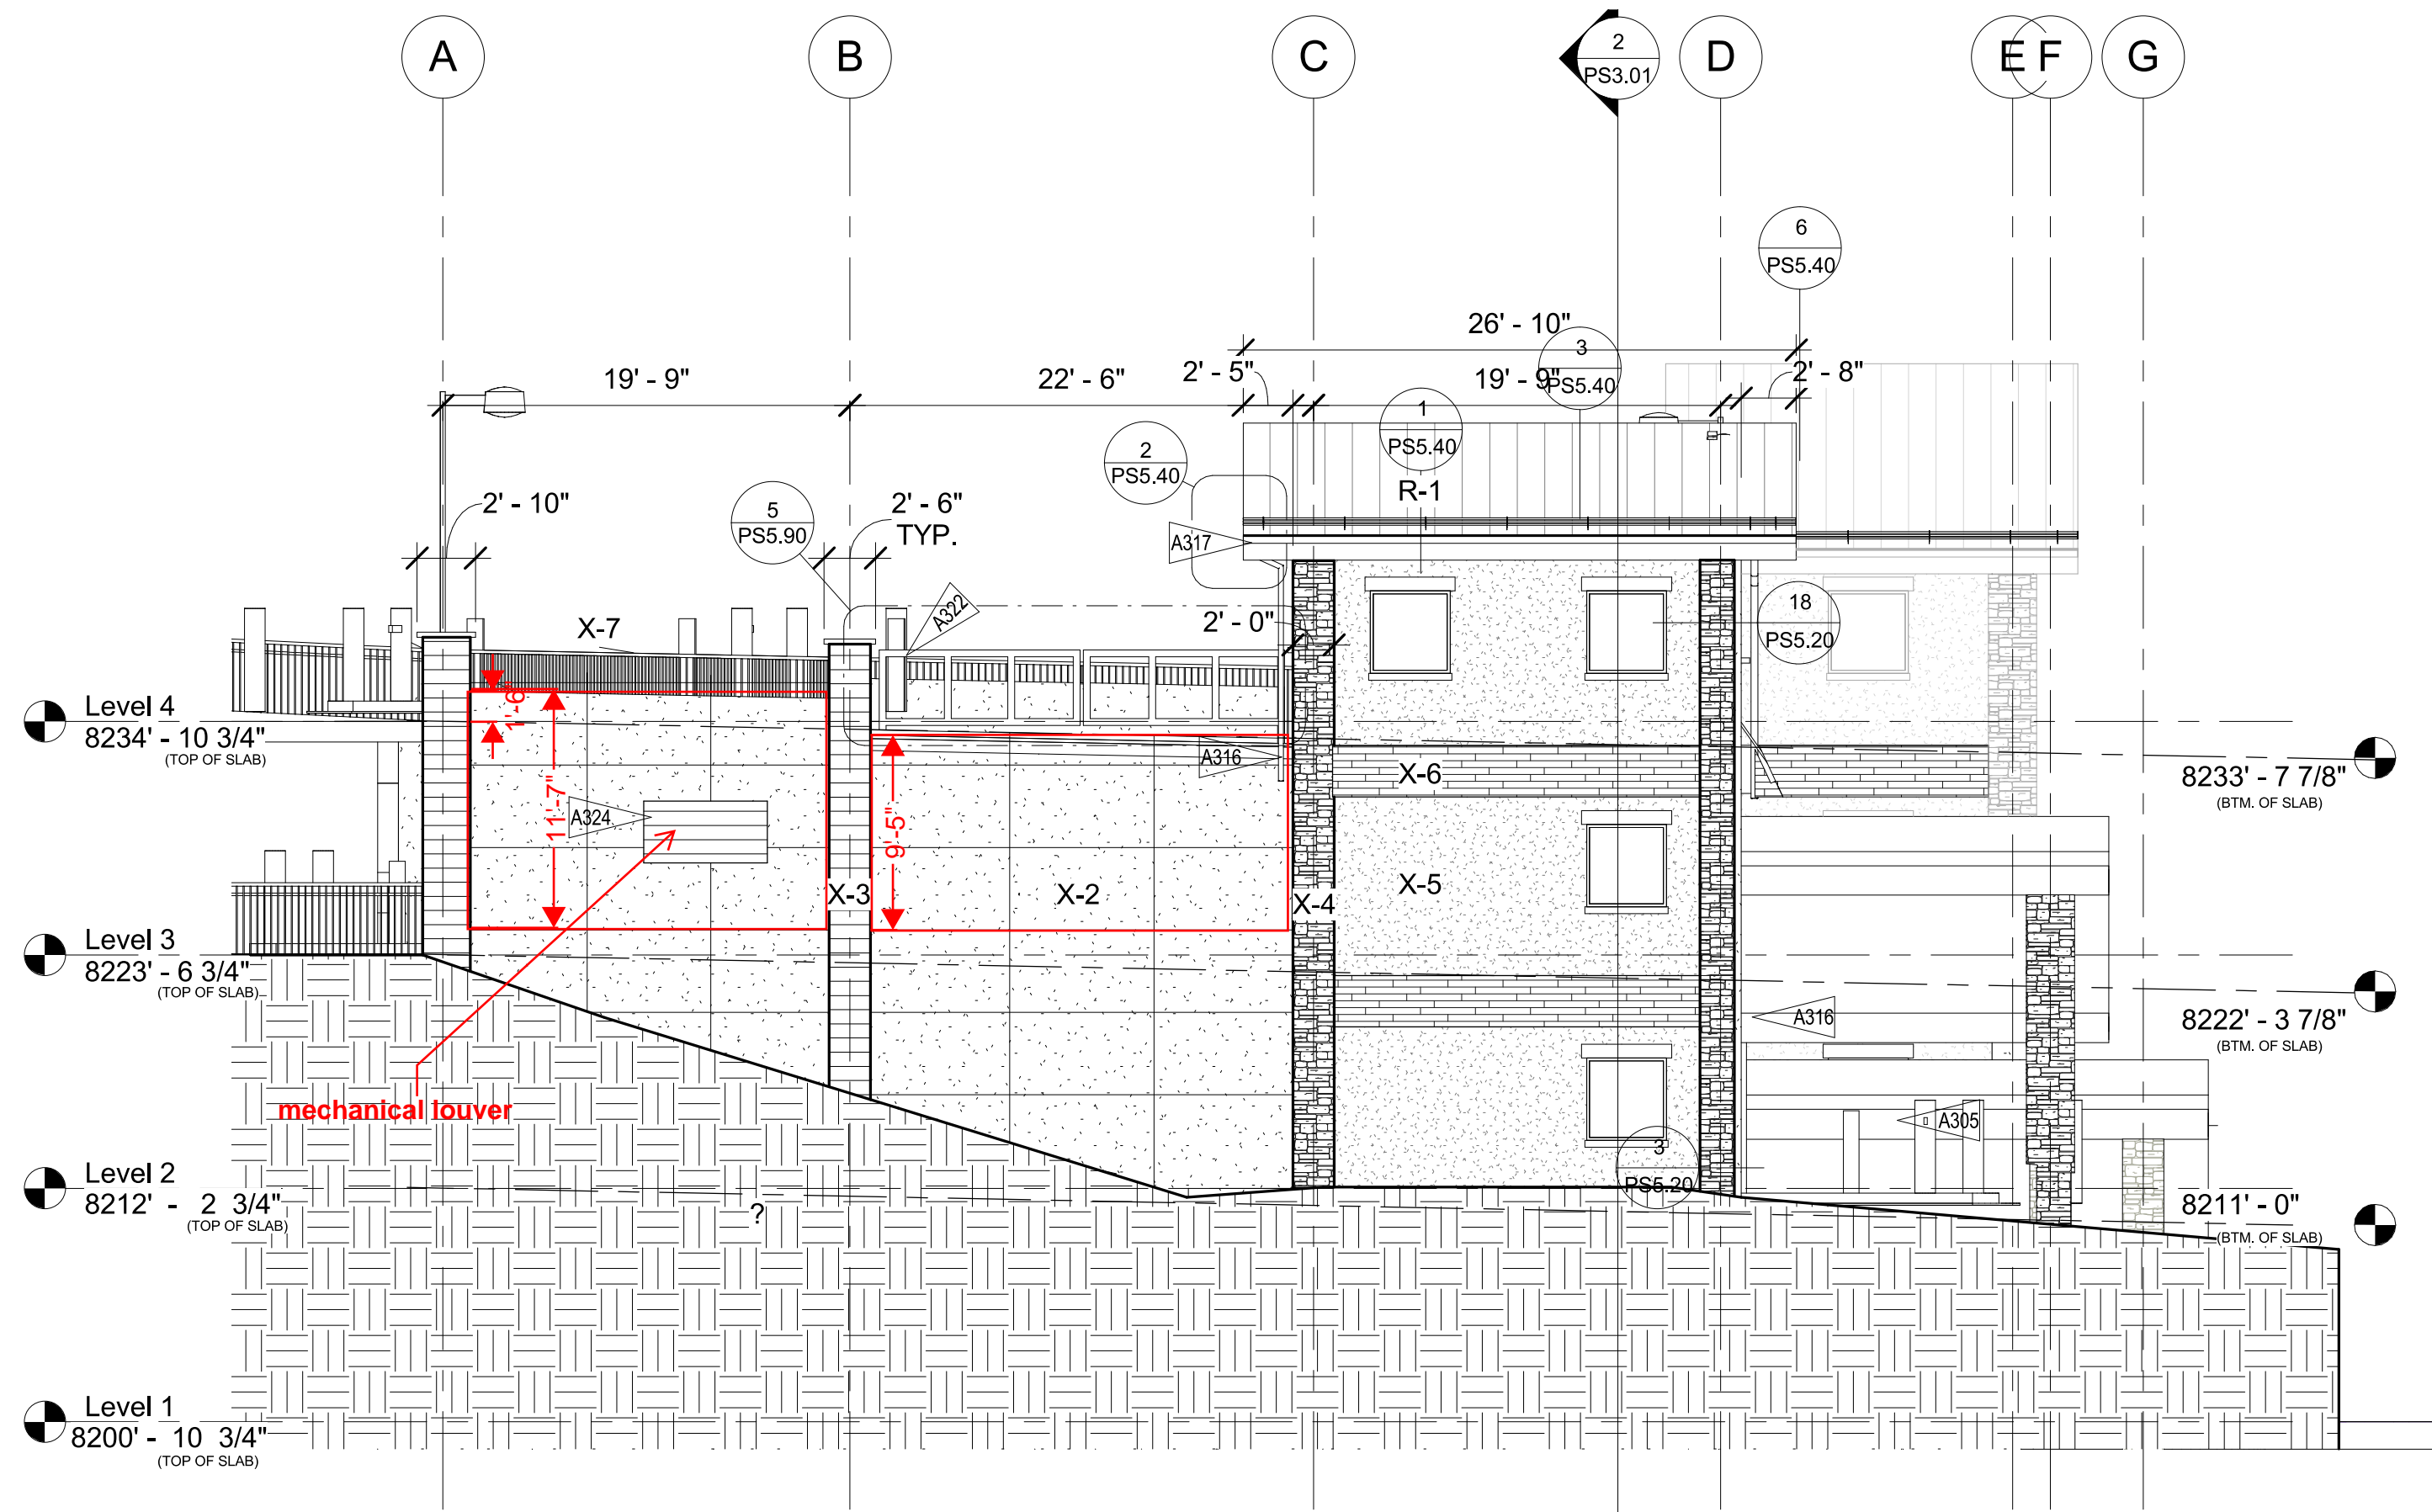 A
B
C
2
PS3.01
D
E
F
G
6
PS5.40
26' - 10"
3
PS5.40
19' - 9"
22' - 6"
2' - 5"
19' - 9"
2' - 8"
1
PS5.40
R-1
2
PS5.40
2' - 10"
5
PS5.90
2' - 6"
TYP.
A317
A322
2' - 0"
18
PS5.20
X-7
1'-6"
Level 4
8234' - 10 3/4"
(TOP OF SLAB)
A316
X-6
8233' - 7 7/8"
(BTM. OF SLAB)
A324
11'-7"
9'-5"
X-3
X-2
X-4
X-5
Level 3
8223' - 6 3/4"
(TOP OF SLAB)
A316
8222' - 3 7/8"
(BTM. OF SLAB)
mechanical louver
A305
3
PS5.20
Level 2
8212' - 2 3/4"
(TOP OF SLAB)
?
8211' - 0"
(BTM. OF SLAB)
Level 1
8200' - 10 3/4"
(TOP OF SLAB)